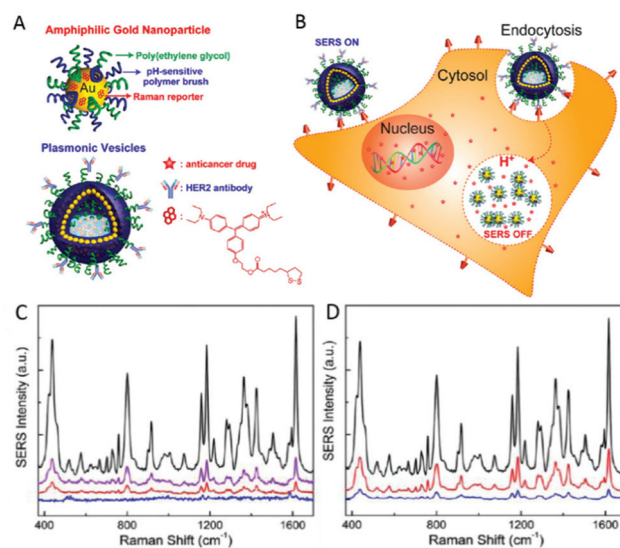 A
Amphiphilic Gold Nanoparticle
Au
Poly(ethylene glycol)
pH-sensitive
polymer brush
Raman reporter
Plasmonic Vesicles
: anticancer drug
: HER2 antibody
:
N
N
O
O
O
S
S
B
SERS ON
Endocytosis
Cytosol
Nucleus
H+
SERS OFF
C
SERS Intensity (a.u.)
400
800
1200
1600
Raman Shift (cm-1)
D
SERS Intensity (a.u.)
400
800
1200
1600
Raman Shift (cm-1)